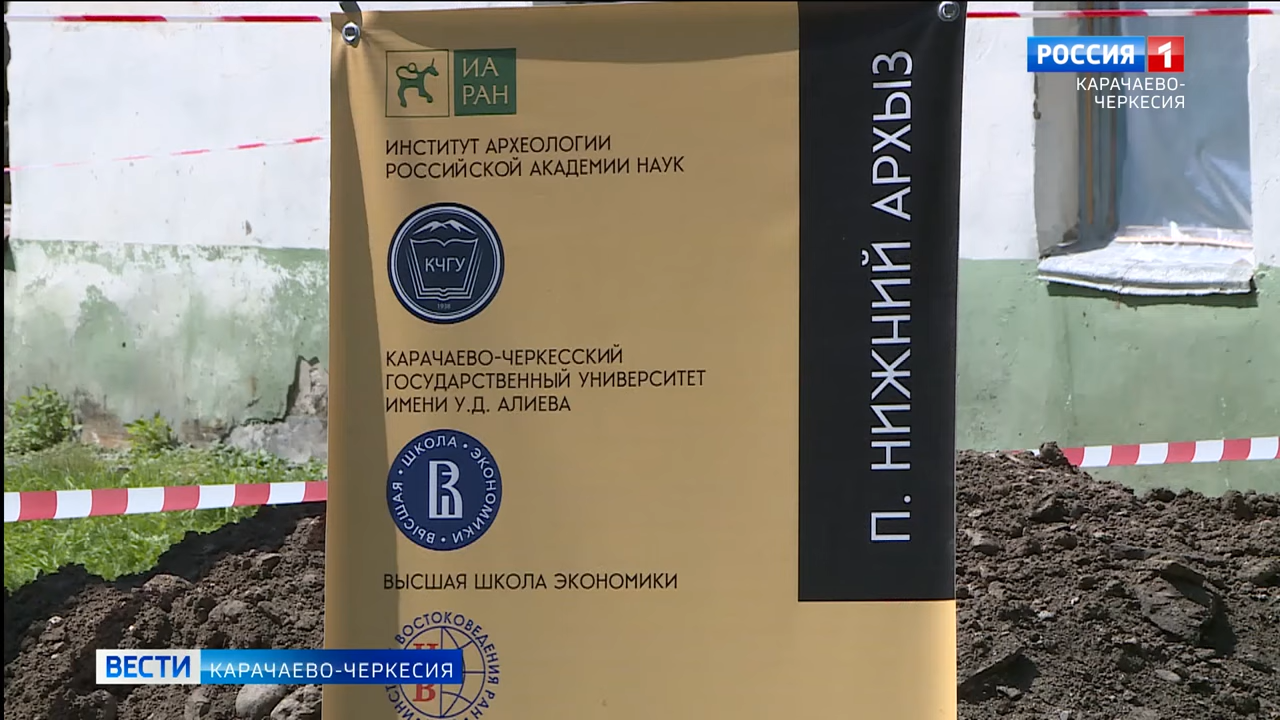 РОССИЯ 1
КАРАЧАЕВО-
ЧЕРКЕСИЯ
ИА
РАН
ИНСТИТУТ АРХЕОЛОГИИ
РОССИЙСКОЙ АКАДЕМИИ НАУК
КЧГУ
1938
КАРАЧАЕВО-ЧЕРКЕССКИЙ
ГОСУДАРСТВЕННЫЙ УНИВЕРСИТЕТ
ИМЕНИ У.Д. АЛИЕВА
ВЫСШАЯ • ШКОЛА • ЭКОНОМИКИ •
ВЫСШАЯ ШКОЛА ЭКОНОМИКИ
ВОСТОКОВЕДЕНИЯ РАН
П. НИЖНИЙ АРХЫЗ
ВЕСТИ КАРАЧАЕВО-ЧЕРКЕСИЯ